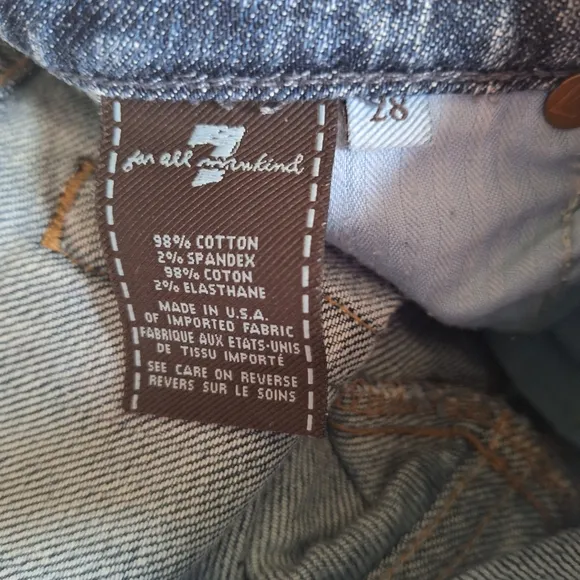 7
for all mankind
98% COTTON
2% SPANDEX
98% COTON
2% ELASTHANE
MADE IN U.S.A.
OF IMPORTED FABRIC
FABRIQUE AUX ETATS-UNIS
DE TISSU IMPORTÉ
SEE CARE ON REVERSE
REVERS SUR LE SOINS
28